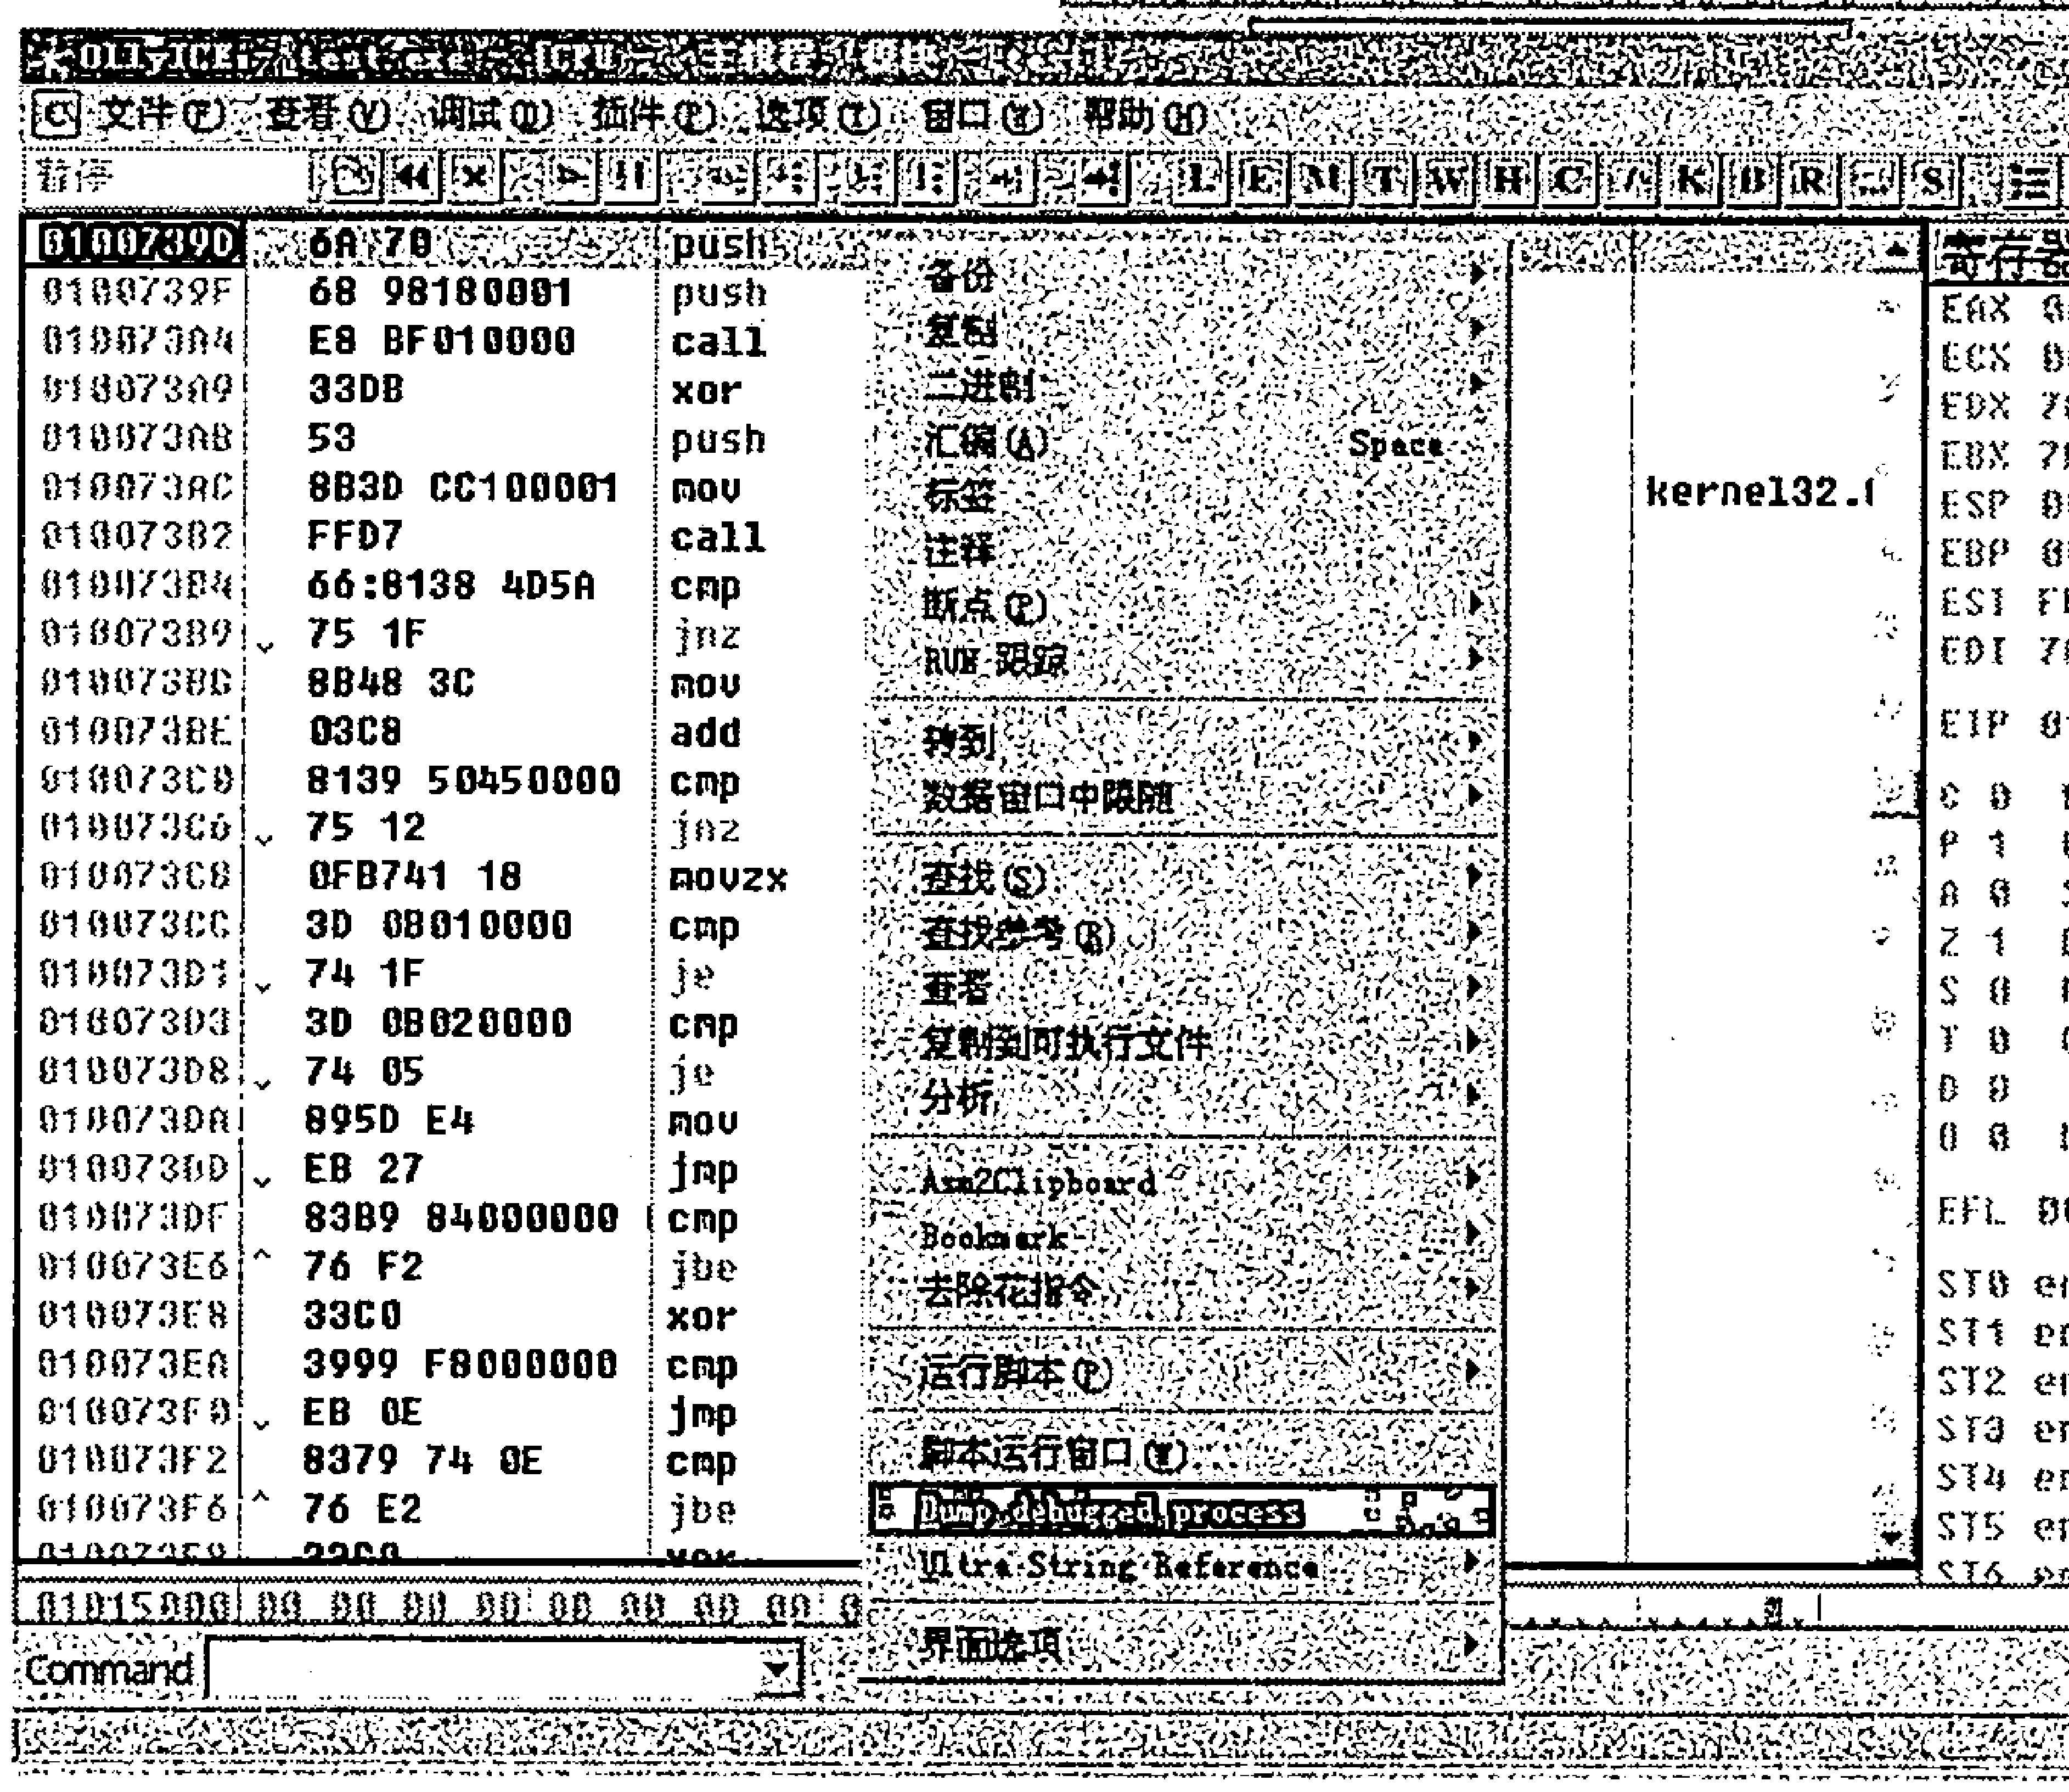 OllyICE - test.exe - [CPU - 主线程, 模块 -
文件(F) 查看(V) 调试(D) 插件(P) 选项(T) 窗口(W) 帮助(H)
暂停 L E M T W H C / K B R ... S
0100739D 6A 70 push
0100739F 68 98180001 push
010073A4 E8 BF010000 call
010073A9 33DB xor
010073AB 53 push
010073AC 8B3D CC100001 mov kernel32.
010073B2 FFD7 call
010073B4 66:8138 4D5A cmp
010073B9 75 1F jnz
010073BB 8B48 3C mov
010073BE 03C8 add
010073C0 8139 50450000 cmp
010073C6 75 12 jnz
010073C8 0FB741 18 movzx
010073CC 3D 0B010000 cmp
010073D1 74 1F je
010073D3 3D 0B020000 cmp
010073D8 74 05 je
010073DA 895D E4 mov
010073DD EB 27 jmp
010073DF 83B9 84000000 cmp
010073E6 76 F2 jbe
010073E8 33C0 xor
010073EA 3999 F8000000 cmp
010073F0 EB 0E jmp
010073F2 8379 74 0E cmp
010073F6 76 E2 jbe
010073F8 33C0 xor
备份
复制
二进制
汇编(A) Space
标签
注释
断点(P)
RUN 跟踪
转到
数据窗口中跟随
查找(S)
查找参考(R)
查看
复制到可执行文件
分析
Asm2Clipboard
Bookmark
去除花指令
运行脚本(P)
脚本运行窗口(W)
Dump debugged process
Ultra String Reference
界面选项
寄存器
EAX
ECX
EDX 7
EBX 7
ESP
EBP
ESI F
EDI 7
EIP
C 0
P 1
A 0
Z 1
S 0
T 0
D 0
O 0
EFL
ST0
ST1
ST2
ST3
ST4
ST5
ST6
01015000 00 00 00 00 00 00 00 00
Command